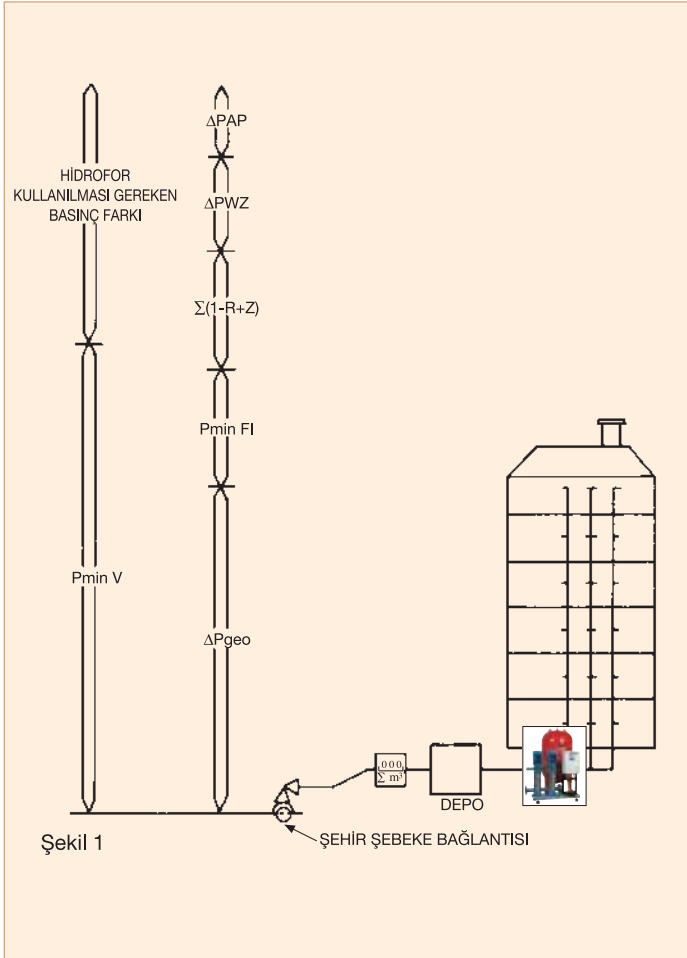 ΔPAP
HİDROFOR
KULLANILMASI GEREKEN
BASINÇ FARKI
ΔPWZ
Σ(1-R+Z)
Pmin FI
Pmin V
ΔPgeo
000
Σ m³
DEPO
Şekil 1
ŞEHİR ŞEBEKE BAĞLANTISI